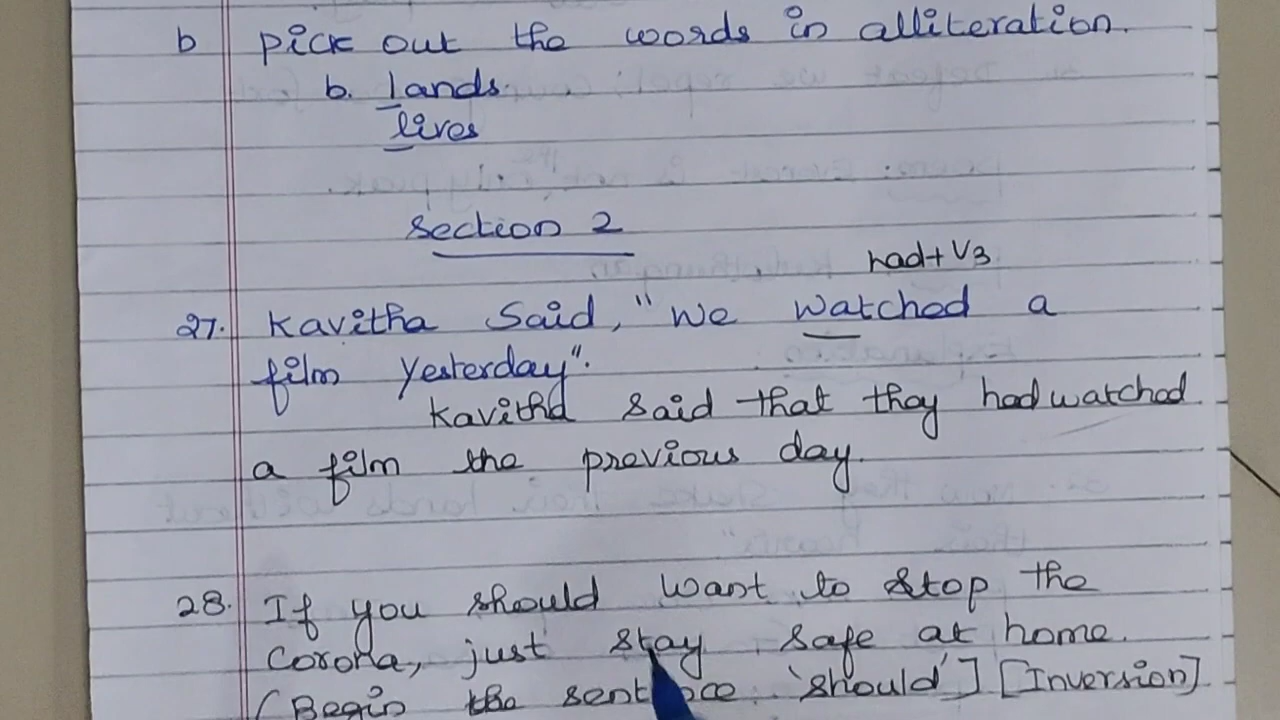 b pick out the words in alliteration.
b. lands
lives
Section 2
had+V3
27. Kavitha Said, "We watched a
film yesterday".
Kavitha said that they had watched
a film the previous day.
28. If you should want to stop the
Corona, just stay safe at home.
(Begin the sentence 'should'] [Inversion]